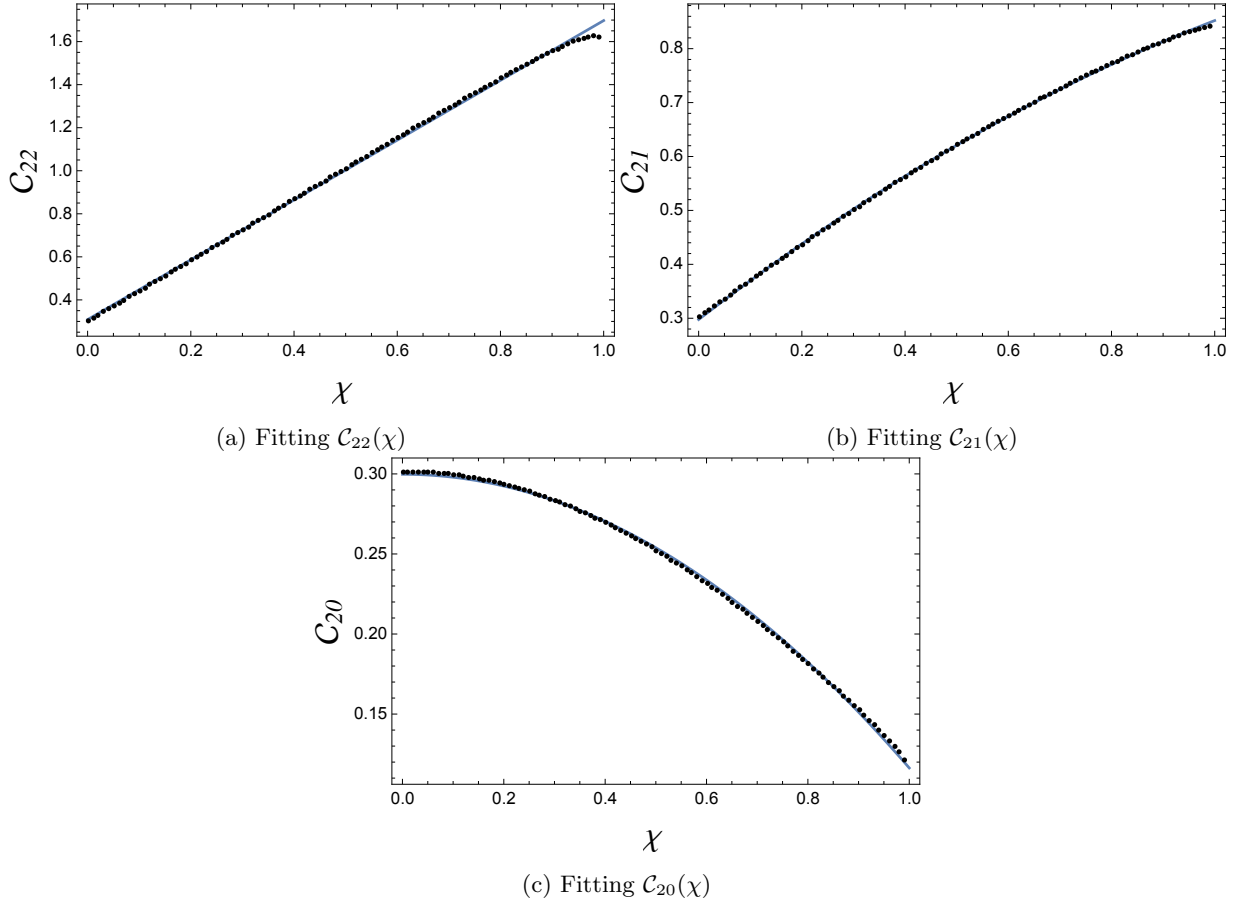 C₂₂
1.6
1.4
1.2
1.0
0.8
0.6
0.4
0.0 0.2 0.4 0.6 0.8 1.0
χ
(a) Fitting C₂₂(χ)
C₂₁
0.8
0.7
0.6
0.5
0.4
0.3
0.0 0.2 0.4 0.6 0.8 1.0
χ
(b) Fitting C₂₁(χ)
C₂₀
0.30
0.25
0.20
0.15
0.0 0.2 0.4 0.6 0.8 1.0
χ
(c) Fitting C₂₀(χ)